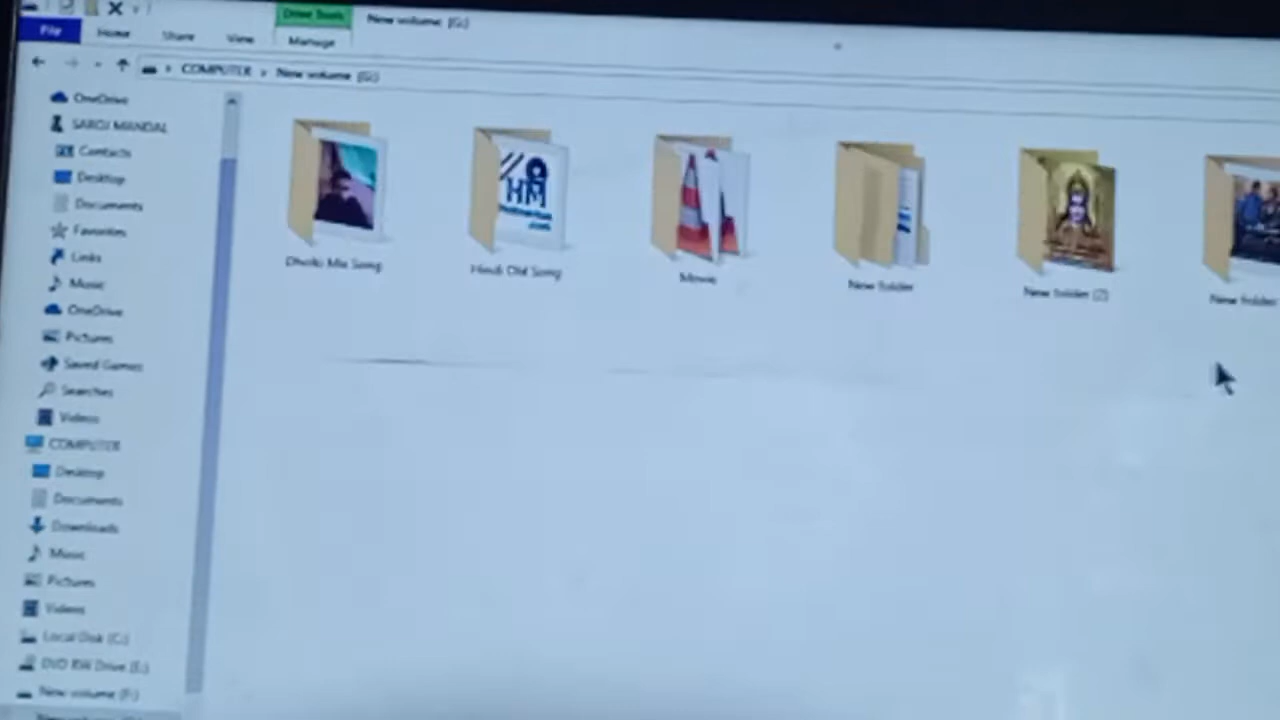 Drive Tools New volume (G:)
File Home Share View Manage
COMPUTER New volume (G:)
OneDrive
SAROJ MANDAL
Contacts
Desktop
Documents
Favorites
Links
Music
OneDrive
Pictures
Saved Games
Searches
Videos
COMPUTER
Desktop
Documents
Downloads
Music
Pictures
Videos
Local Disk (C:)
DVD RW Drive (E:)
New volume (F:)
HM
Dholki Mix Song
Hindi Old Song
Movie
New folder
New folder (2)
New folder